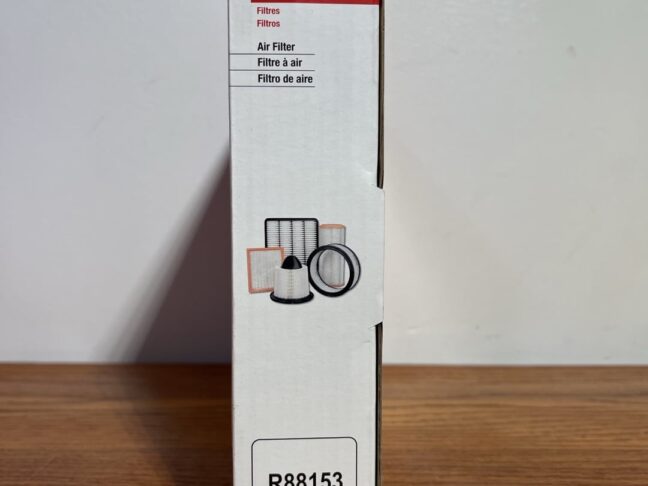 Filtres
Filtros
Air Filter
Filtre à air
Filtro de aire
R88153